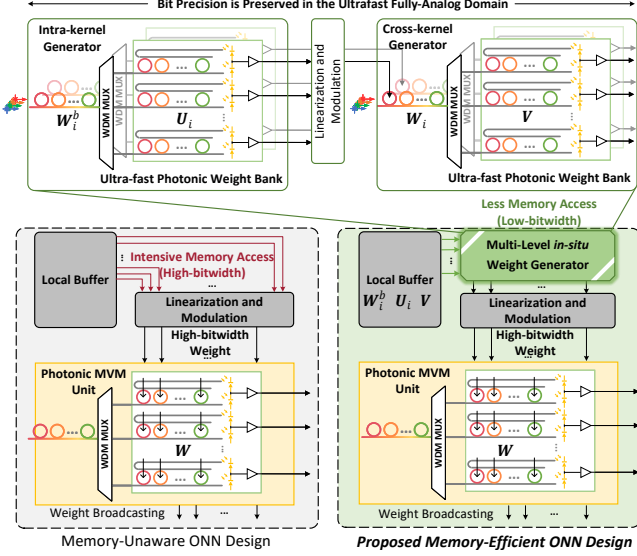 Bit Precision is Preserved in the Ultrafast Fully-Analog Domain
Intra-kernel
Generator
WDM MUX
WDM MUX
W_i^b
U_i
...
Ultra-fast Photonic Weight Bank
Linearization and
Modulation
Cross-kernel
Generator
WDM MUX
WDM MUX
W_i
V
...
Ultra-fast Photonic Weight Bank
Less Memory Access
(Low-bitwidth)
Local Buffer
Intensive Memory Access
(High-bitwidth)
...
Linearization and
Modulation
High-bitwidth
Weight
...
Photonic MVM
Unit
WDM MUX
W
...
Weight Broadcasting
...
Memory-Unaware ONN Design
Local Buffer
W_i^b U_i V
Multi-Level in-situ
Weight Generator
...
Linearization and
Modulation
High-bitwidth
Weight
...
Photonic MVM
Unit
WDM MUX
W
...
Weight Broadcasting
...
Proposed Memory-Efficient ONN Design